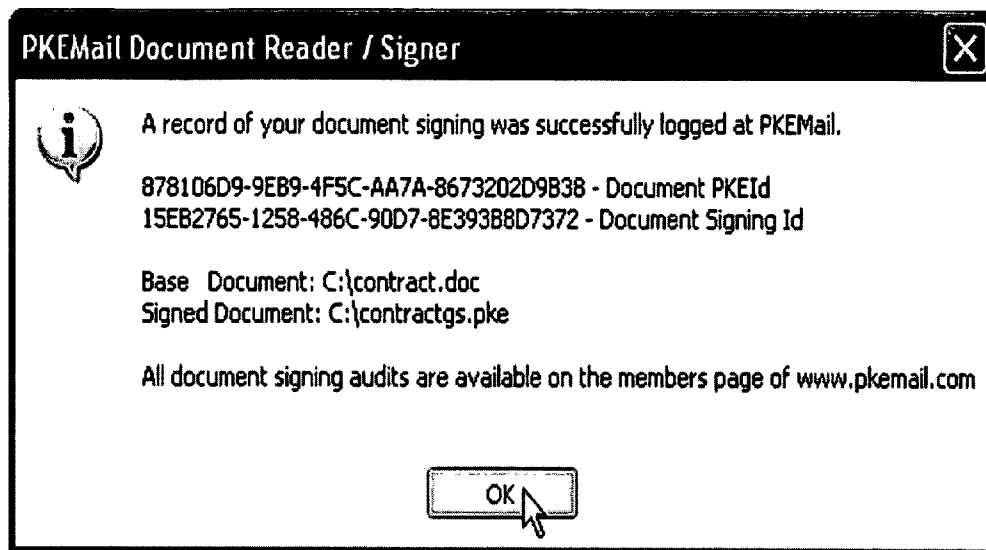 PKEMail Document Reader / Signer
A record of your document signing was successfully logged at PKEMail.
878106D9-9EB9-4F5C-AA7A-8673202D9B38 - Document PKEId
15EB2765-1258-486C-90D7-8E393B8D7372 - Document Signing Id
Base Document: C:\contract.doc
Signed Document: C:\contractgs.pke
All document signing audits are available on the members page of www.pkemail.com
OK